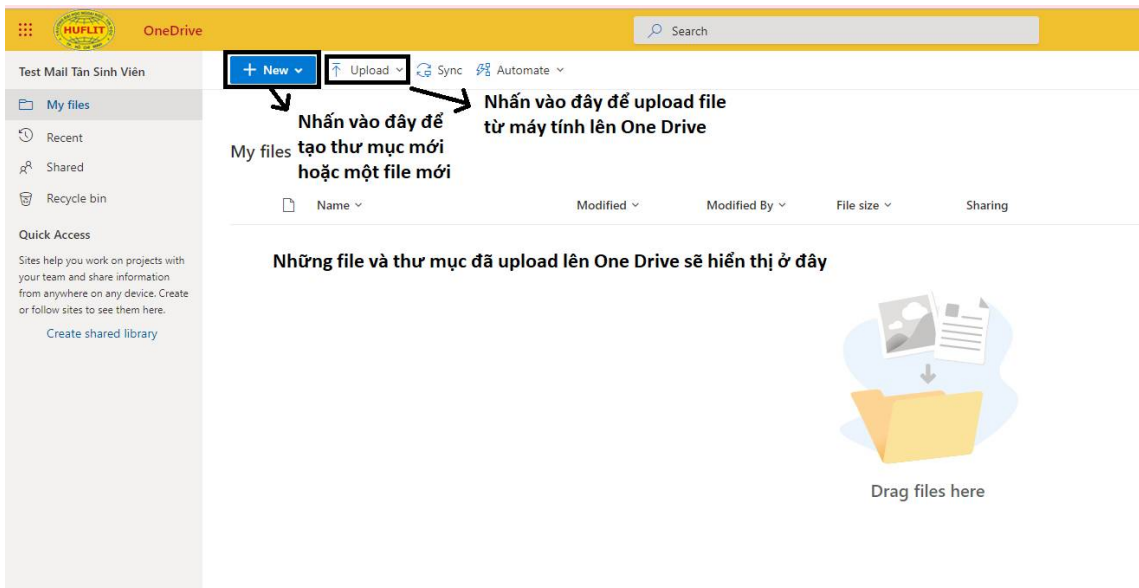 HUFLIT
OneDrive
Search
Test Mail Tân Sinh Viên
New
Upload
Sync
Automate
My files
Nhấn vào đây để upload file
từ máy tính lên One Drive
Recent
Nhấn vào đây để
tạo thư mục mới
hoặc một file mới
My files
Shared
Recycle bin
Name
Modified
Modified By
File size
Sharing
Quick Access
Sites help you work on projects with
your team and share information
from anywhere on any device. Create
or follow sites to see them here.
Create shared library
Những file và thư mục đã upload lên One Drive sẽ hiển thị ở đây
Drag files here